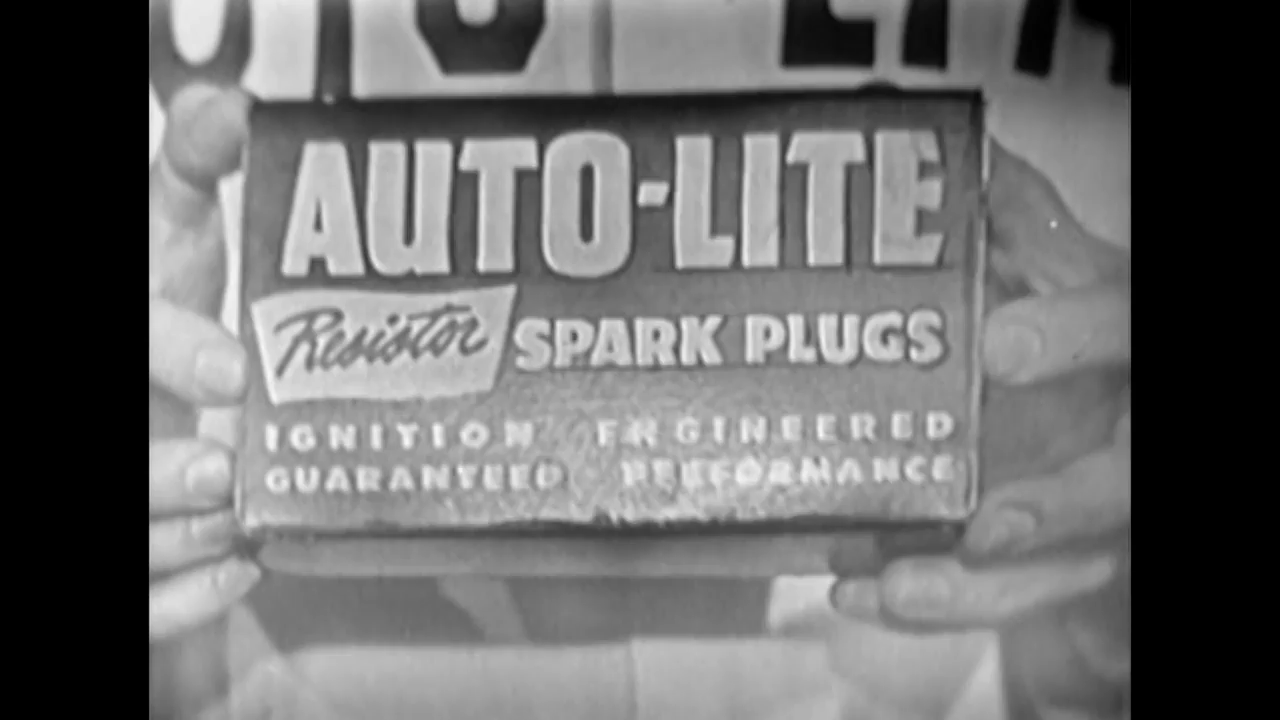 AUTO-LITE
Resistor SPARK PLUGS
IGNITION ENGINEERED
GUARANTEED PERFORMANCE